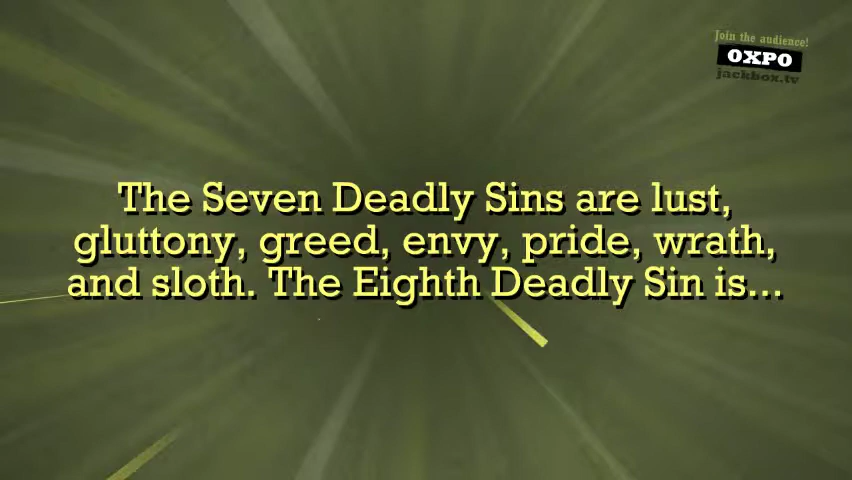 Join the audience!
OXPO
jackbox.tv
The Seven Deadly Sins are lust,
gluttony, greed, envy, pride, wrath,
and sloth. The Eighth Deadly Sin is...